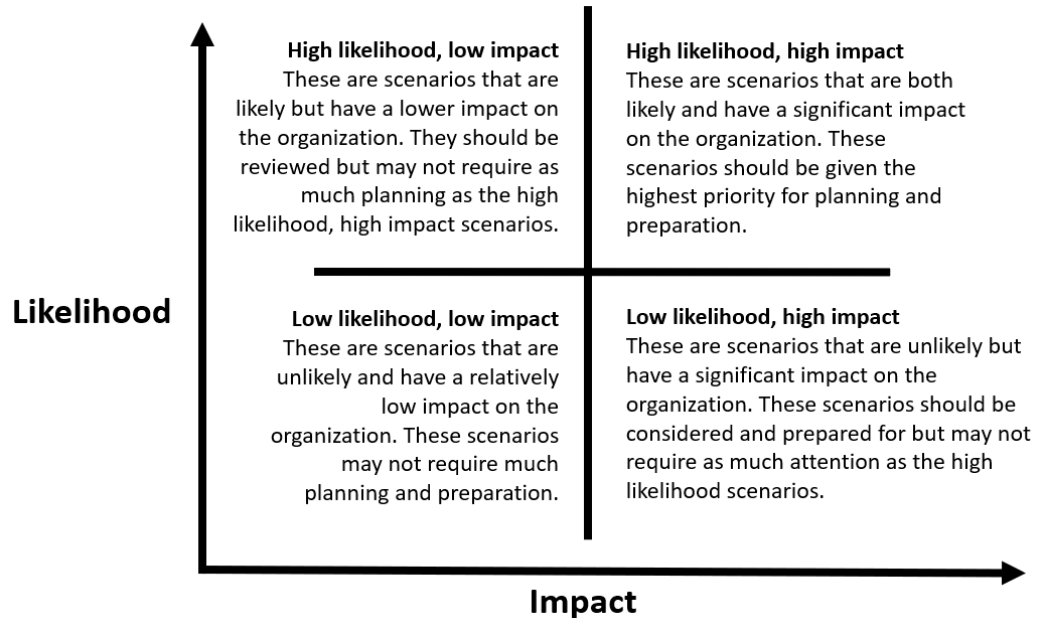 High likelihood, low impact
These are scenarios that are
likely but have a lower impact on
the organization. They should be
reviewed but may not require as
much planning as the high
likelihood, high impact scenarios.
High likelihood, high impact
These are scenarios that are both
likely and have a significant impact
on the organization. These
scenarios should be given the
highest priority for planning and
preparation.
Likelihood
Low likelihood, low impact
These are scenarios that are
unlikely and have a relatively
low impact on the
organization. These scenarios
may not require much
planning and preparation.
Low likelihood, high impact
These are scenarios that are unlikely but
have a significant impact on the
organization. These scenarios should be
considered and prepared for but may not
require as much attention as the high
likelihood scenarios.
Impact